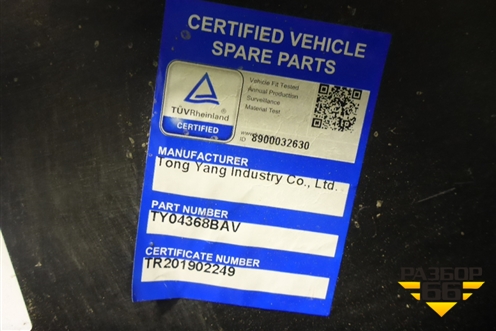 CERTIFIED VEHICLE
SPARE PARTS
TÜVRheinland
CERTIFIED
Vehicle Fit Tested
Annual Production
Surveillance
Material Test
ID 8900032630
MANUFACTURER
Tong Yang Industry Co., Ltd.
PART NUMBER
TY04368BAV
CERTIFICATE NUMBER
TR201902249
РАЗБОР
66